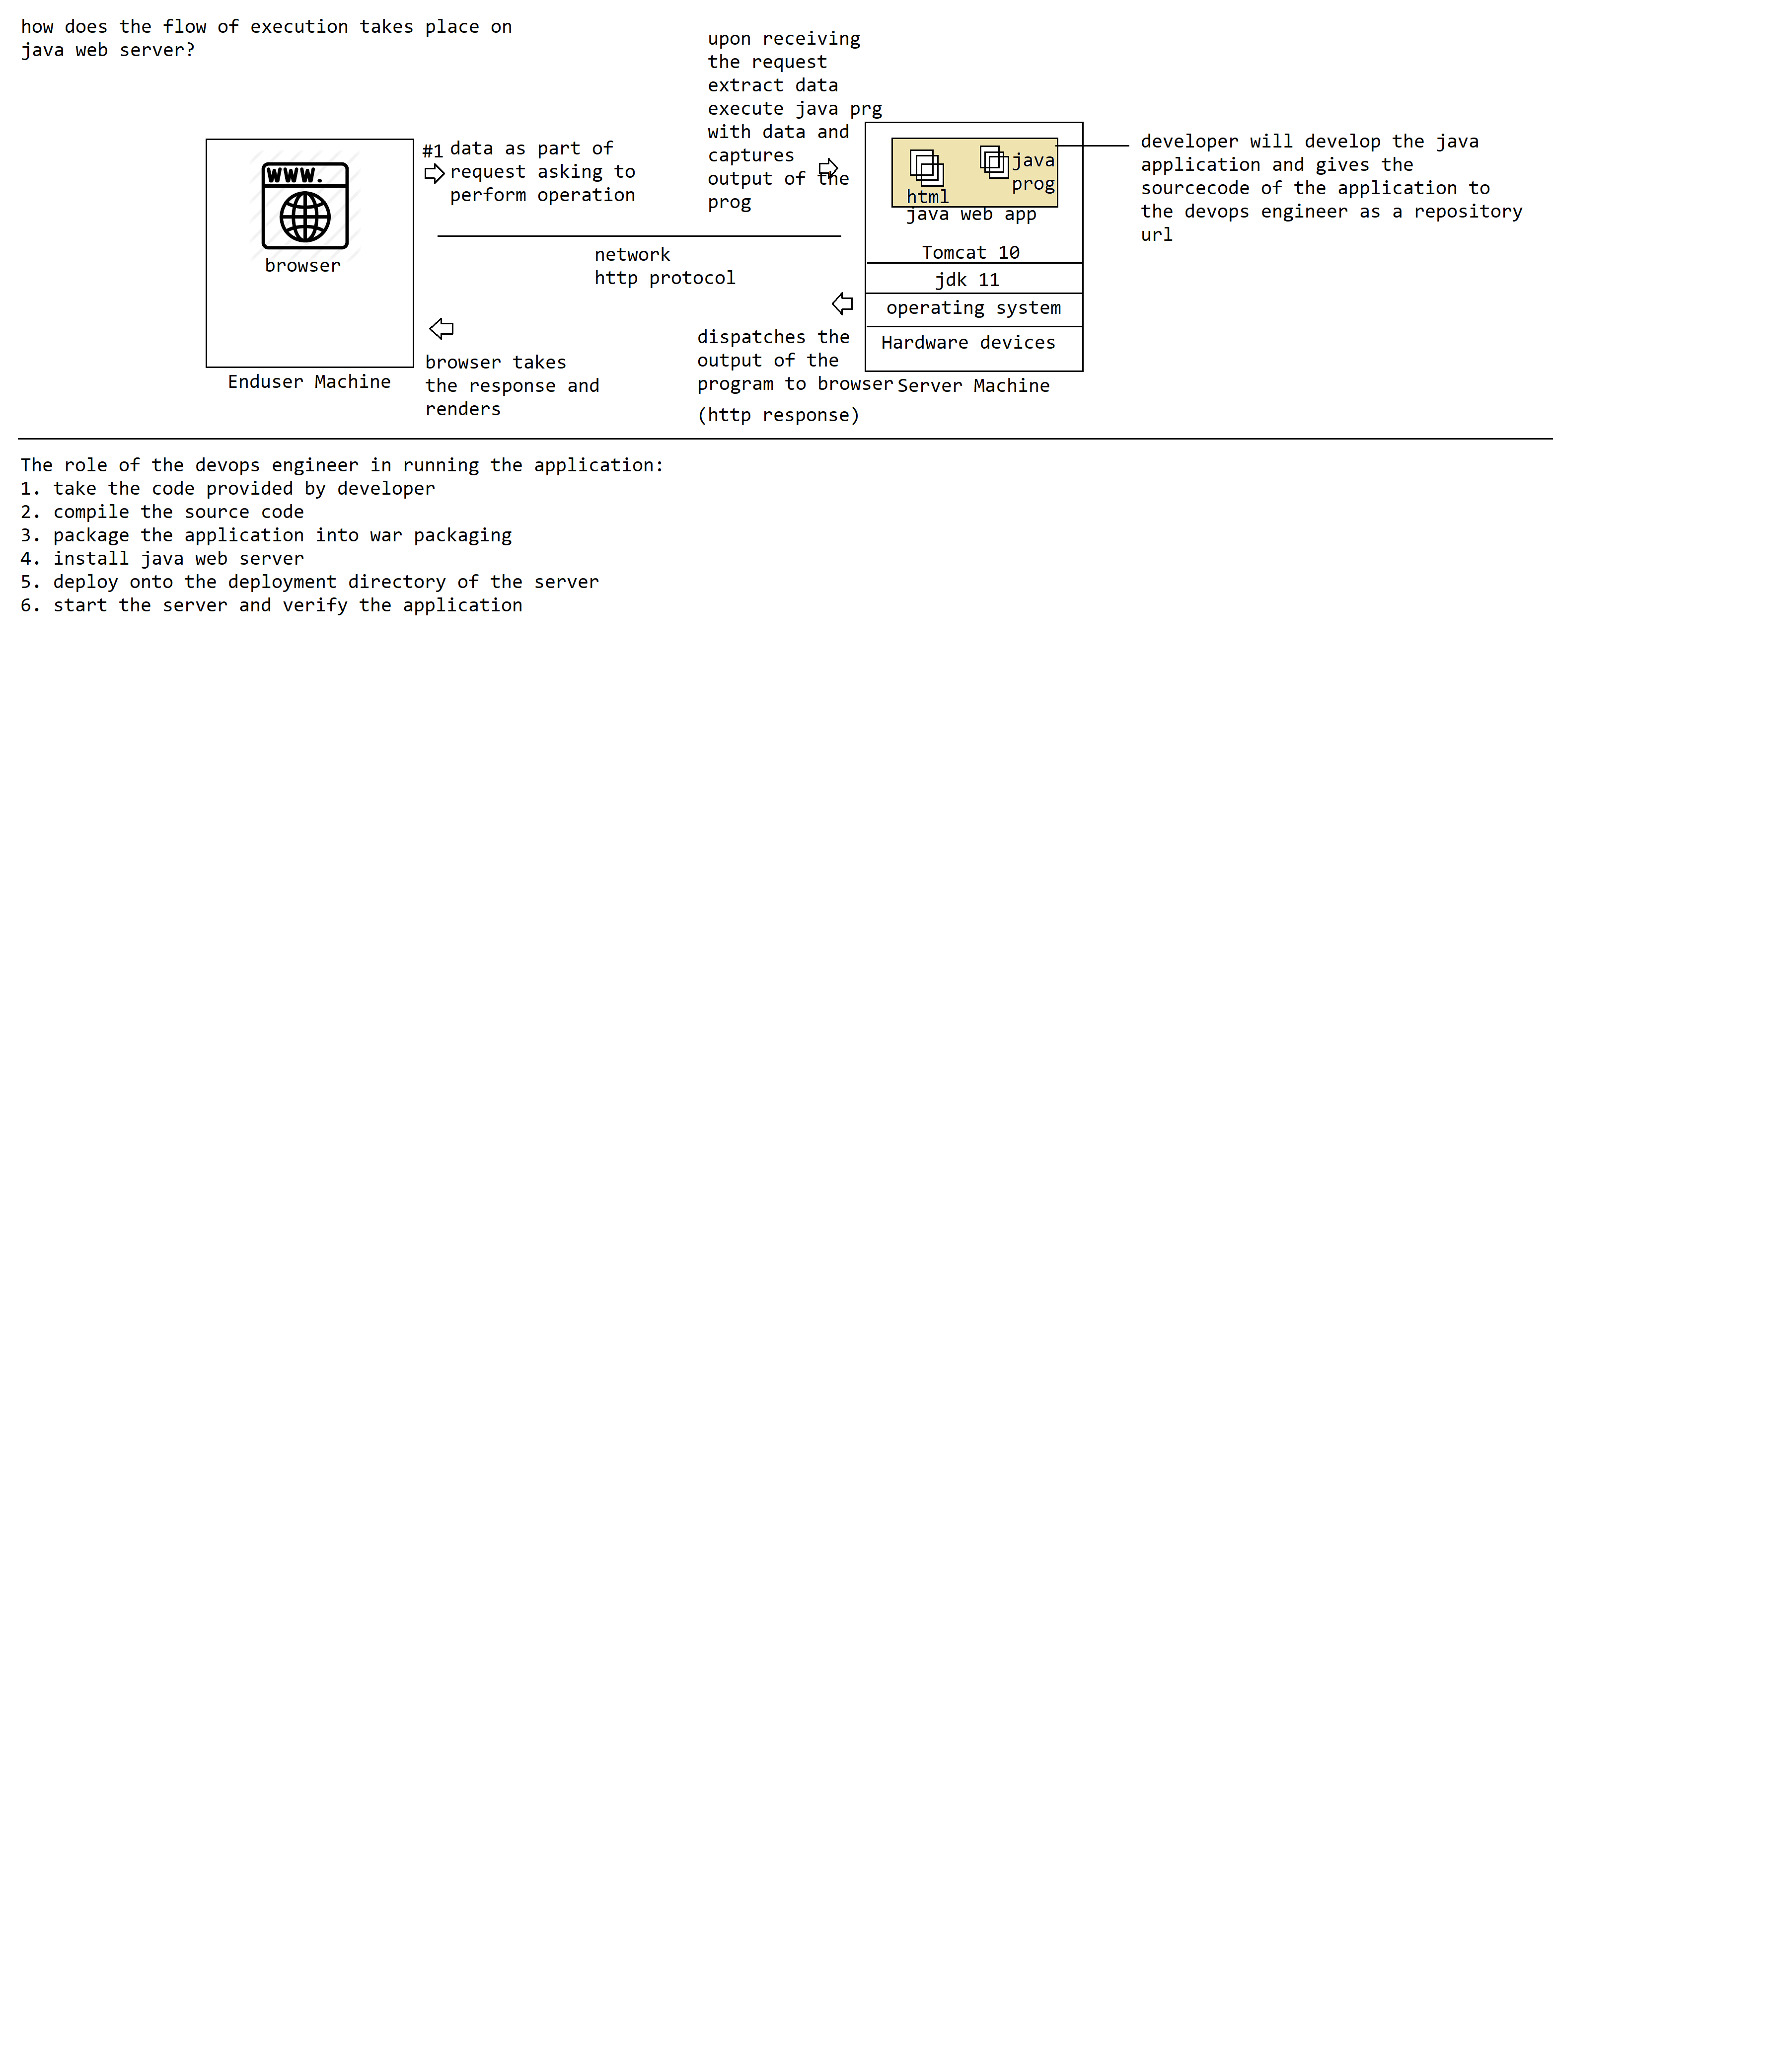 how does the flow of execution takes place on
java web server?
upon receiving
the request
extract data
execute java prg
with data and
captures
output of the
prog
#1
data as part of
request asking to
perform operation
www.
browser
Enduser Machine
network
http protocol
html
java
prog
java web app
Tomcat 10
jdk 11
operating system
Hardware devices
Server Machine
developer will develop the java
application and gives the
sourcecode of the application to
the devops engineer as a repository
url
dispatches the
output of the
program to browser
(http response)
browser takes
the response and
renders
The role of the devops engineer in running the application:
1. take the code provided by developer
2. compile the source code
3. package the application into war packaging
4. install java web server
5. deploy onto the deployment directory of the server
6. start the server and verify the application